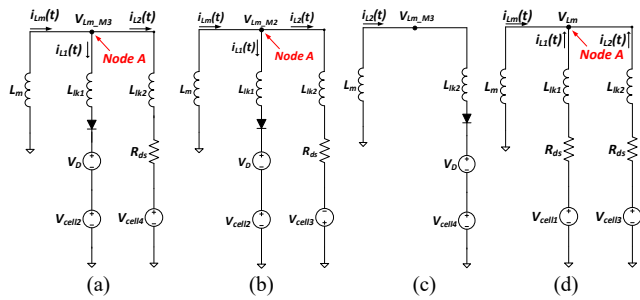 iLm(t) VLm_M3 iL2(t)
iL1(t) Node A
Lm Llk1 Llk2
VD Rds
Vcell2 Vcell4
(a)
iLm(t) VLm_M2 iL2(t)
iL1(t) Node A
Lm Llk1 Llk2
VD Rds
Vcell2 Vcell3
(b)
iL2(t) VLm_M3
Lm Llk2
VD
Vcell4
(c)
iLm(t) VLm
iL1(t) iL2(t)
Node A
Lm Llk1 Llk2
Rds Rds
Vcell1 Vcell3
(d)